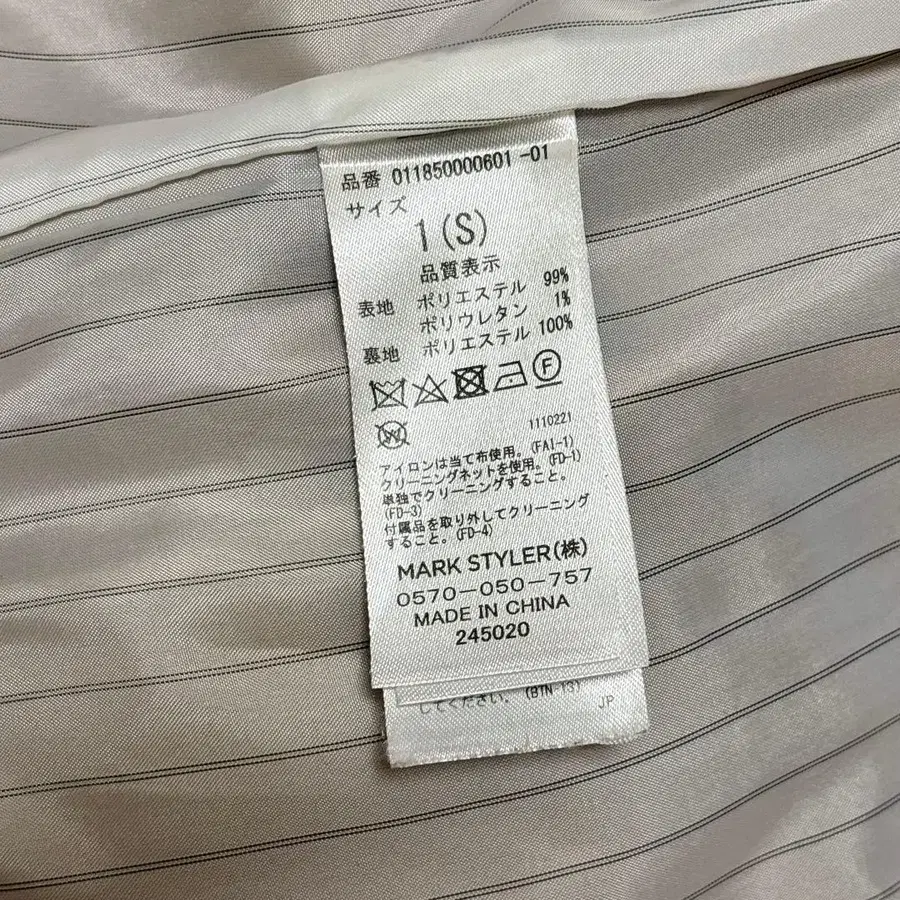 品番 011850000601-01
サイズ
1(S)
品質表示
表地 ポリエステル 99%
ポリウレタン 1%
裏地 ポリエステル 100%
F
W
1110221
アイロンは当て布使用。(FAI-1)
クリーニングネットを使用。(FD-1)
単独でクリーニングすること。
(FD-3)
付属品を取り外してクリーニング
すること。(FD-4)
MARK STYLER(株)
0570-050-757
MADE IN CHINA
245020
してください。(BTN-13)
JP